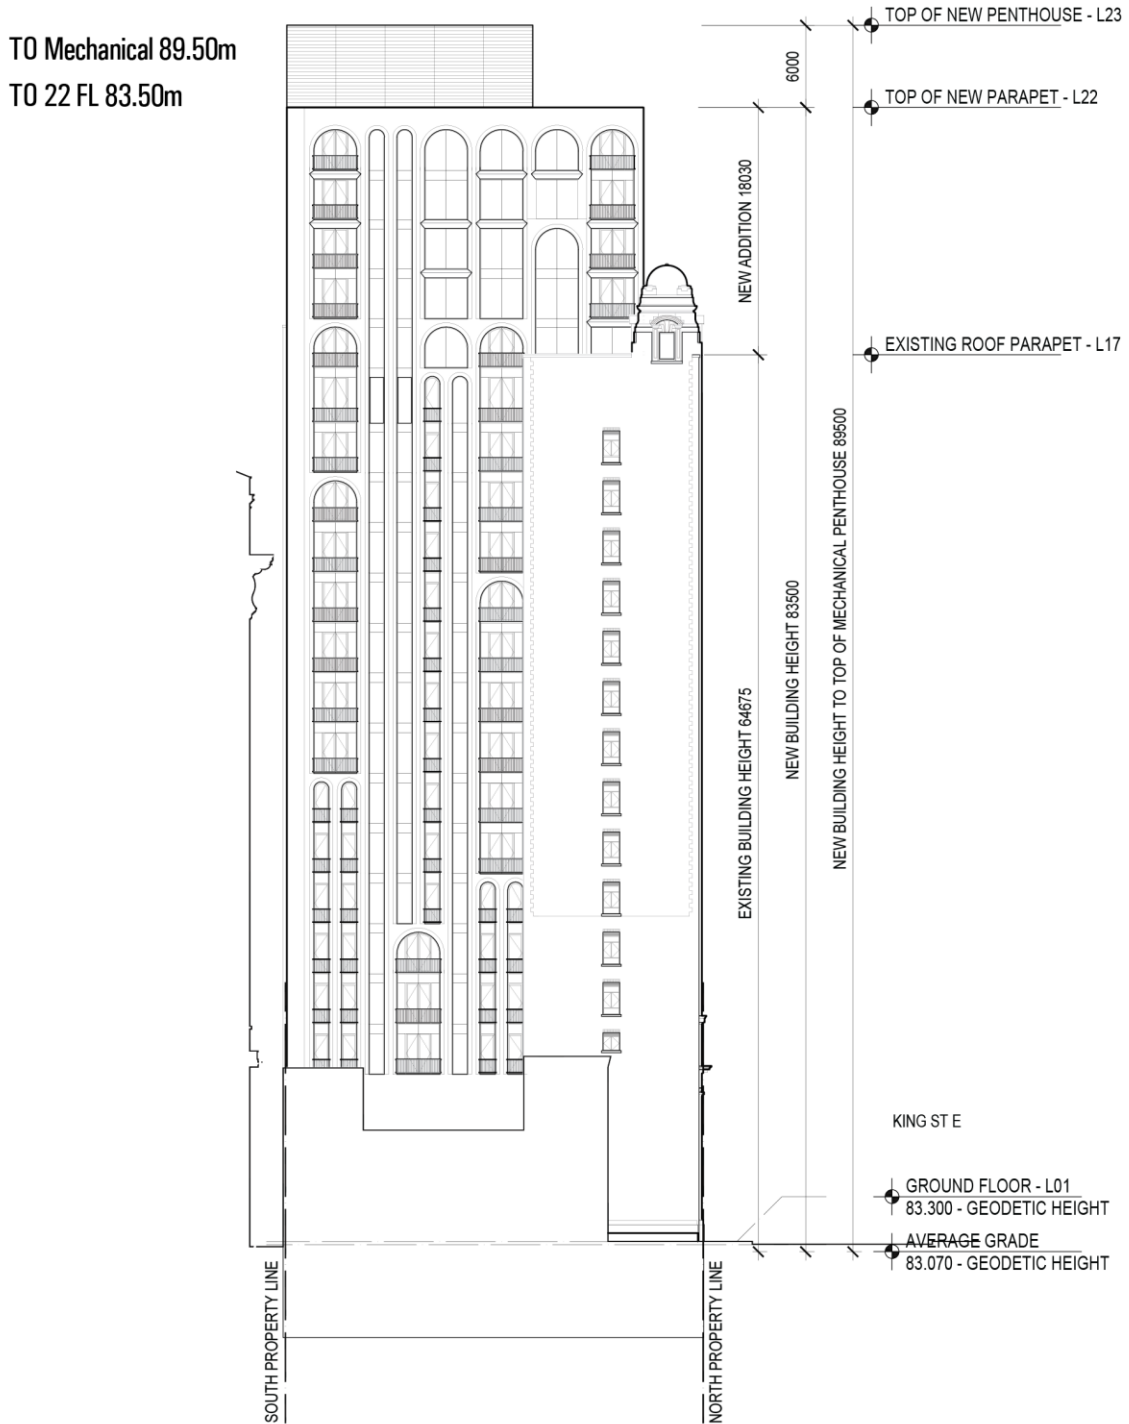 TO Mechanical 89.50m
TO 22 FL 83.50m
TOP OF NEW PENTHOUSE - L23
6000
TOP OF NEW PARAPET - L22
NEW ADDITION 18030
EXISTING ROOF PARAPET - L17
EXISTING BUILDING HEIGHT 64675
NEW BUILDING HEIGHT 83500
NEW BUILDING HEIGHT TO TOP OF MECHANICAL PENTHOUSE 89500
KING ST E
GROUND FLOOR - L01
83.300 - GEODETIC HEIGHT
AVERAGE GRADE
83.070 - GEODETIC HEIGHT
SOUTH PROPERTY LINE
NORTH PROPERTY LINE